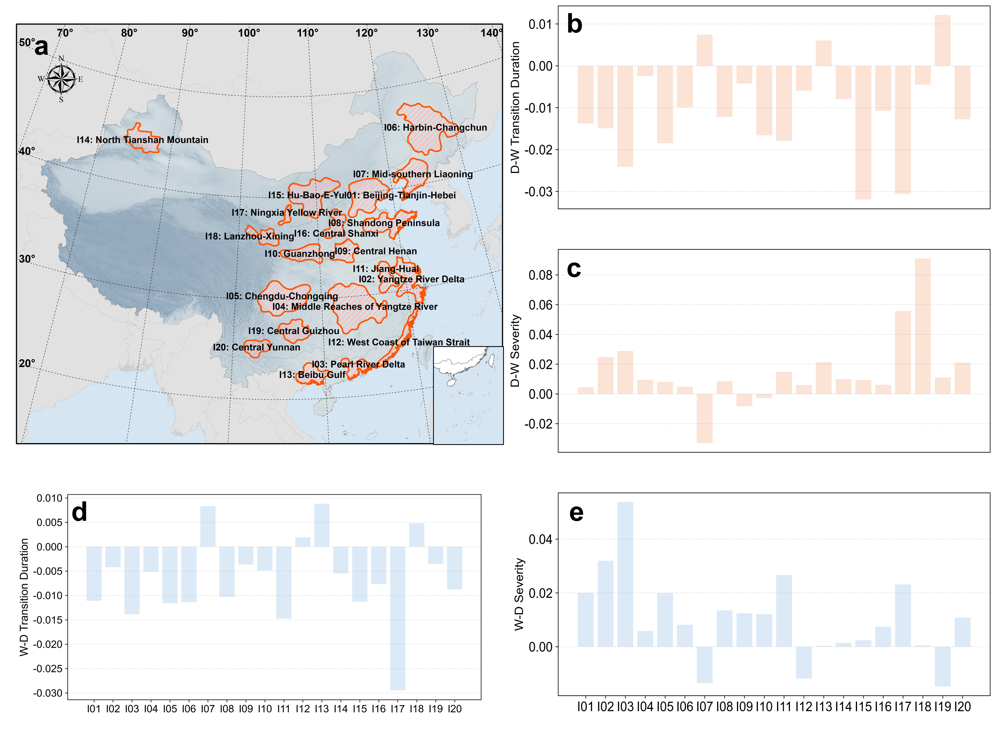 70° 80° 90° 100° 110° 120° 130° 140°
50°
a
N
W E
S
I06: Harbin-Changchun
I14: North Tianshan Mountain
40°
I07: Mid-southern Liaoning
I15: Hu-Bao-E-Yu
I01: Beijing-Tianjin-Hebei
I17: Ningxia Yellow River
I08: Shandong Peninsula
I18: Lanzhou-Xining
I16: Central Shanxi
I10: Guanzhong
I09: Central Henan
30°
I11: Jiang-Huai
I02: Yangtze River Delta
I05: Chengdu-Chongqing
I04: Middle Reaches of Yangtze River
I19: Central Guizhou
I12: West Coast of Taiwan Strait
I20: Central Yunnan
20°
I03: Pearl River Delta
I13: Beibu Gulf
b
D-W Transition Duration
0.01
0.00
-0.01
-0.02
-0.03
c
D-W Severity
0.08
0.06
0.04
0.02
0.00
-0.02
d
W-D Transition Duration
0.010
0.005
0.000
-0.005
-0.010
-0.015
-0.020
-0.025
-0.030
I01 I02 I03 I04 I05 I06 I07 I08 I09 I10 I11 I12 I13 I14 I15 I16 I17 I18 I19 I20
e
W-D Severity
0.04
0.02
0.00
I01 I02 I03 I04 I05 I06 I07 I08 I09 I10 I11 I12 I13 I14 I15 I16 I17 I18 I19 I20